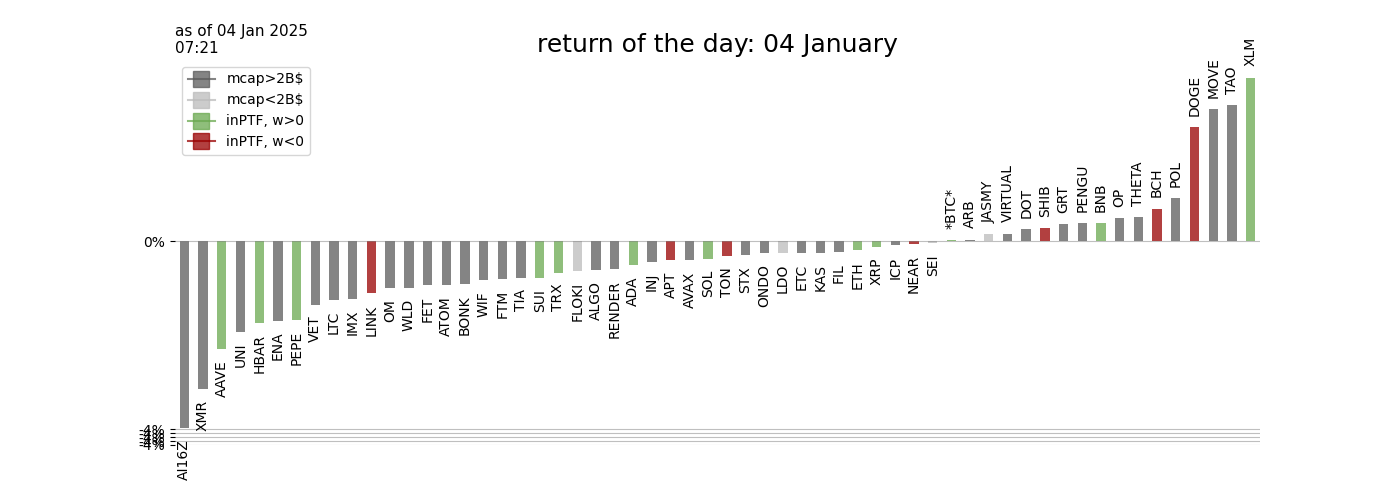 as of 04 Jan 2025
07:21
return of the day: 04 January
mcap>2B$
mcap<2B$
inPTF, w>0
inPTF, w<0
0%
-4%
AI16Z
XMR
AAVE
UNI
HBAR
ENA
PEPE
VET
LTC
IMX
LINK
OM
WLD
FET
ATOM
BONK
WIF
FTM
TIA
SUI
TRX
FLOKI
ALGO
RENDER
ADA
INJ
APT
AVAX
SOL
TON
STX
ONDO
LDO
ETC
KAS
FIL
ETH
XRP
ICP
NEAR
SEI
*BTC*
ARB
JASMY
VIRTUAL
DOT
SHIB
GRT
PENGU
BNB
OP
THETA
BCH
POL
DOGE
MOVE
TAO
XLM